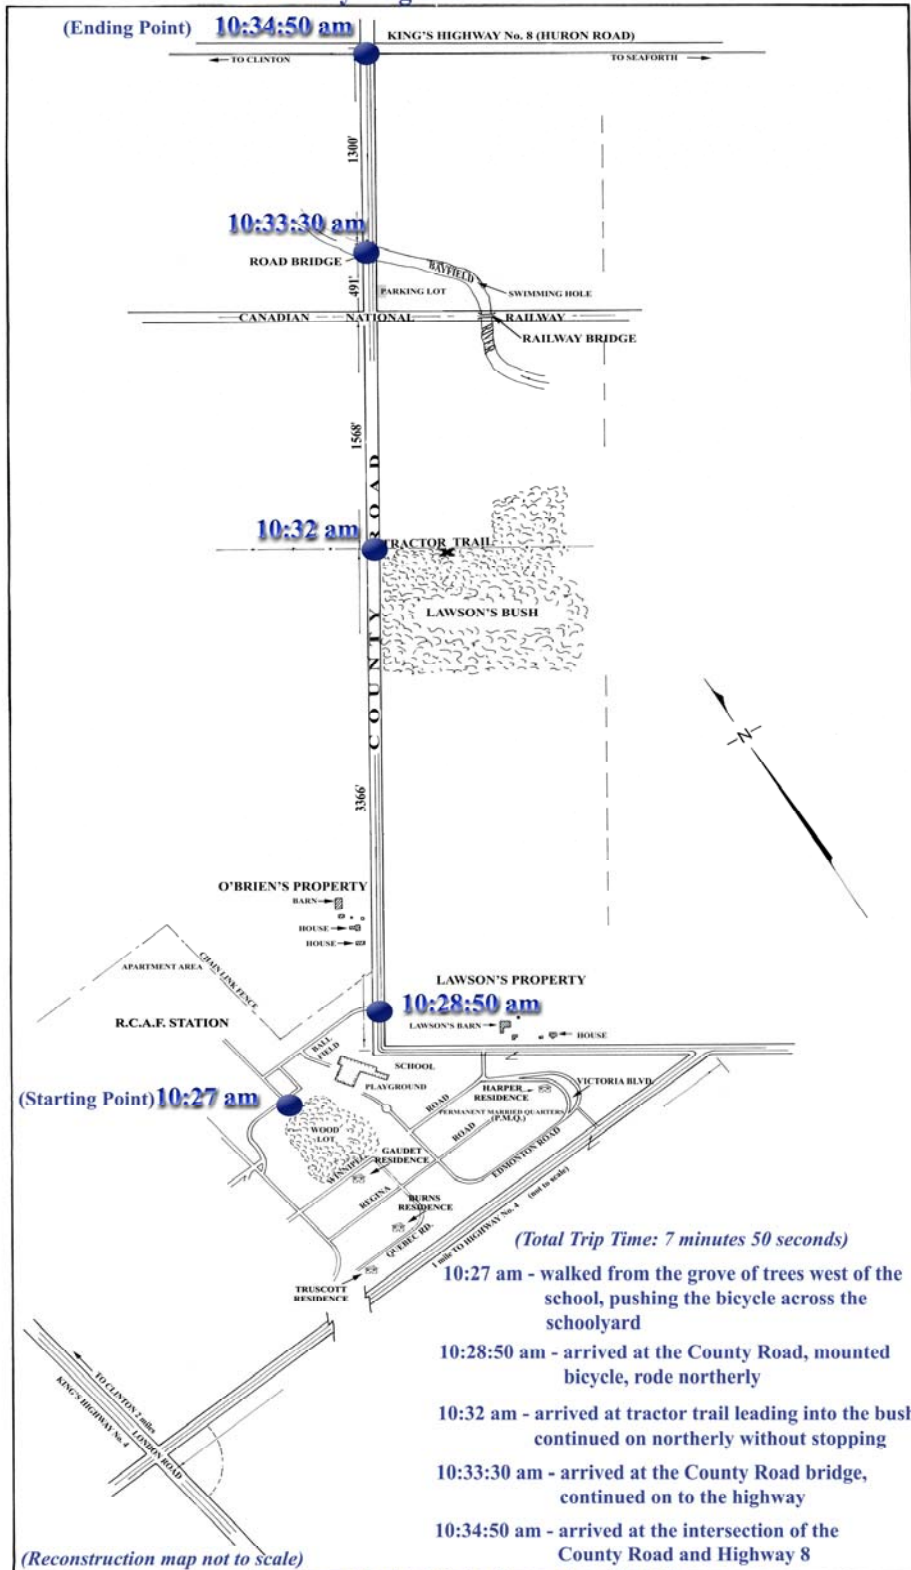 (Ending Point) 10:34:50 am
KING'S HIGHWAY No. 8 (HURON ROAD)
TO CLINTON
TO SEAFORTH
1300'
10:33:30 am
ROAD BRIDGE
BAYFIELD
491'
PARKING LOT
SWIMMING HOLE
CANADIAN NATIONAL RAILWAY
RIVER
RAILWAY BRIDGE
1568'
10:32 am
TRACTOR TRAIL
LAWSON'S BUSH
COUNTY ROAD
-N-
3366'
O'BRIEN'S PROPERTY
BARN
HOUSE
HOUSE
CHAIN LINK FENCE
APARTMENT AREA
LAWSON'S PROPERTY
10:28:50 am
R.C.A.F. STATION
LAWSON'S BARN
HOUSE
BALL
FIELD
SCHOOL
PLAYGROUND
HARPER
RESIDENCE
VICTORIA BLVD.
(Starting Point) 10:27 am
PERMANENT MARRIED QUARTERS
(P.M.Q.)
ROAD
ROAD
WOOD
LOT
GAUDET
RESIDENCE
WINNIPEG
EDMONTON ROAD
REGINA
BURNS
RESIDENCE
QUEBEC RD.
1 mile TO HIGHWAY No. 4 (not to scale)
TRUSCOTT
RESIDENCE
(Total Trip Time: 7 minutes 50 seconds)
10:27 am - walked from the grove of trees west of the
school, pushing the bicycle across the
schoolyard
10:28:50 am - arrived at the County Road, mounted
bicycle, rode northerly
10:32 am - arrived at tractor trail leading into the bush
continued on northerly without stopping
10:33:30 am - arrived at the County Road bridge,
continued on to the highway
10:34:50 am - arrived at the intersection of the
County Road and Highway 8
TO CLINTON 2 miles
KING'S HIGHWAY No. 4
LONDON ROAD
(Reconstruction map not to scale)